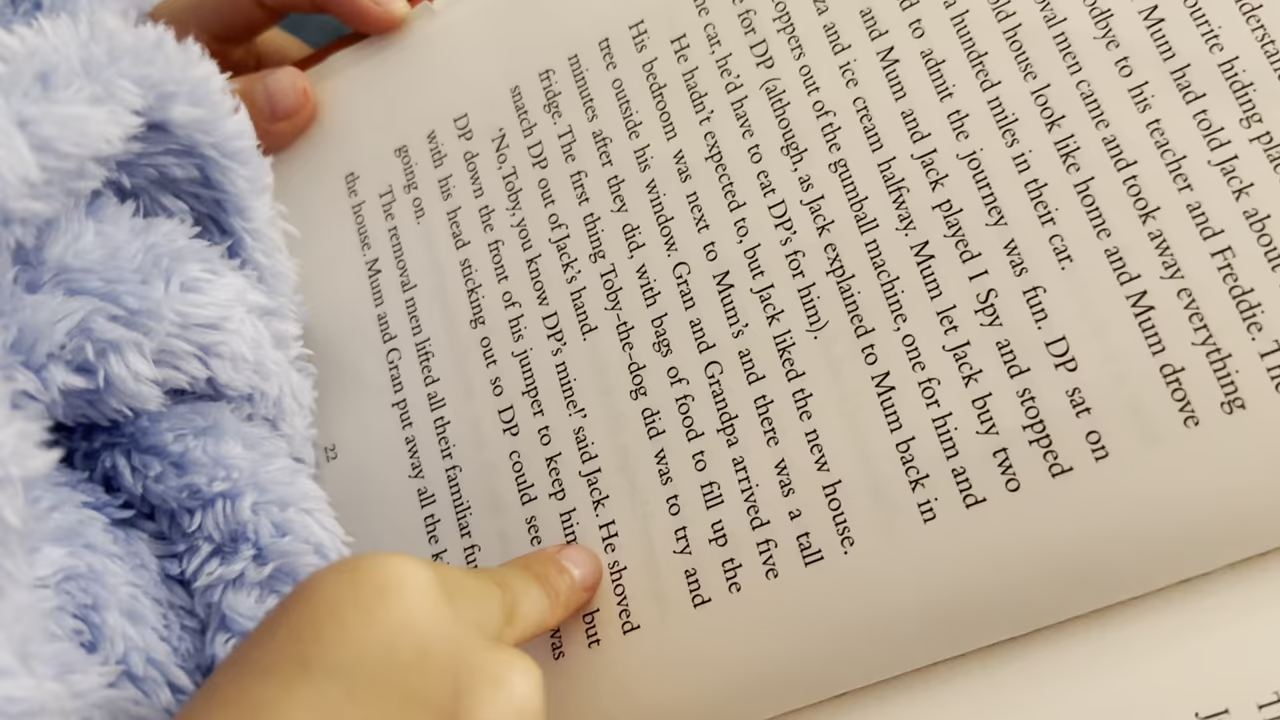 understan
ourite hiding pla
Mum had told Jack about
odbye to his teacher and Freddie. Th
oval men came and took away everything
old house look like home and Mum drove
a hundred miles in their car.
d to admit the journey was fun. DP sat on
and Mum and Jack played I Spy and stopped
za and ice cream halfway. Mum let Jack buy two
oppers out of the gumball machine, one for him and
e for DP (although, as Jack explained to Mum back in
ne car, he'd have to eat DP's for him).
He hadn't expected to, but Jack liked the new house.
His bedroom was next to Mum's and there was a tall
tree outside his window. Gran and Grandpa arrived five
minutes after they did, with bags of food to fill up the
fridge. The first thing Toby-the-dog did was to try and
snatch DP out of Jack's hand.
'No, Toby, you know DP's mine!' said Jack. He shoved
DP down the front of his jumper to keep him but
with his head sticking out so DP could see was
going on.
The removal men lifted all their familiar fu
the house. Mum and Gran put away all the k
22